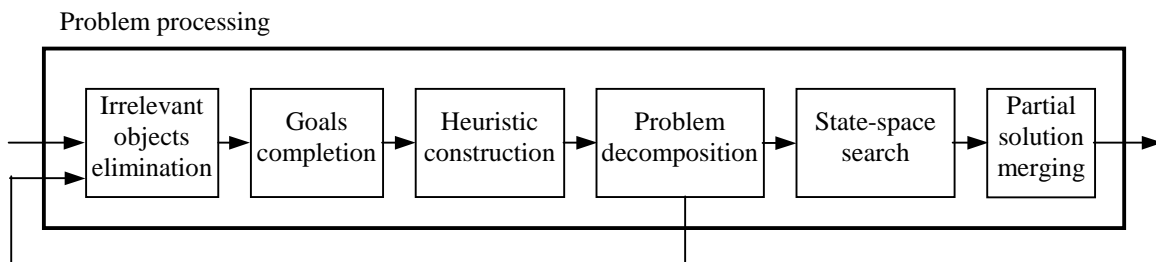 Problem processing
Irrelevant
objects
elimination
Goals
completion
Heuristic
construction
Problem
decomposition
State-space
search
Partial
solution
merging